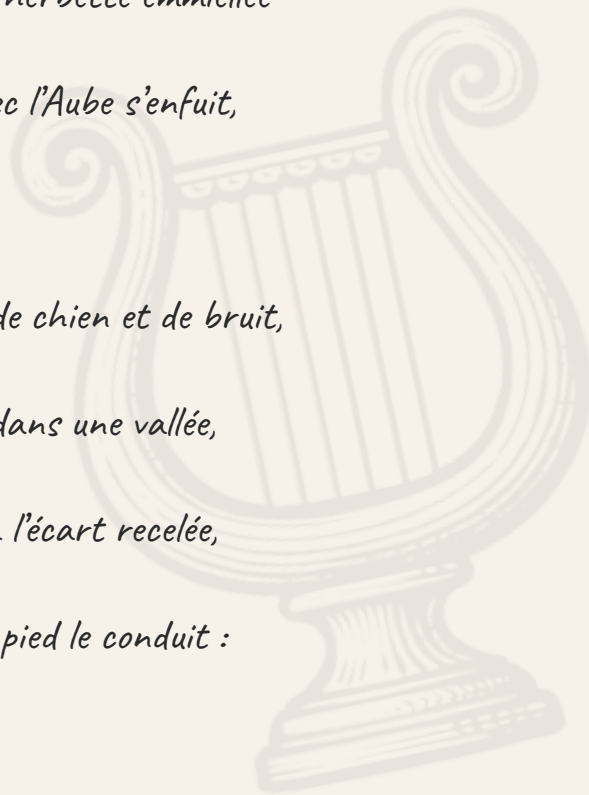 l'Aube s'enfuit,
de chien et de bruit,
dans une vallée,
l'écart recelée,
pied le conduit :